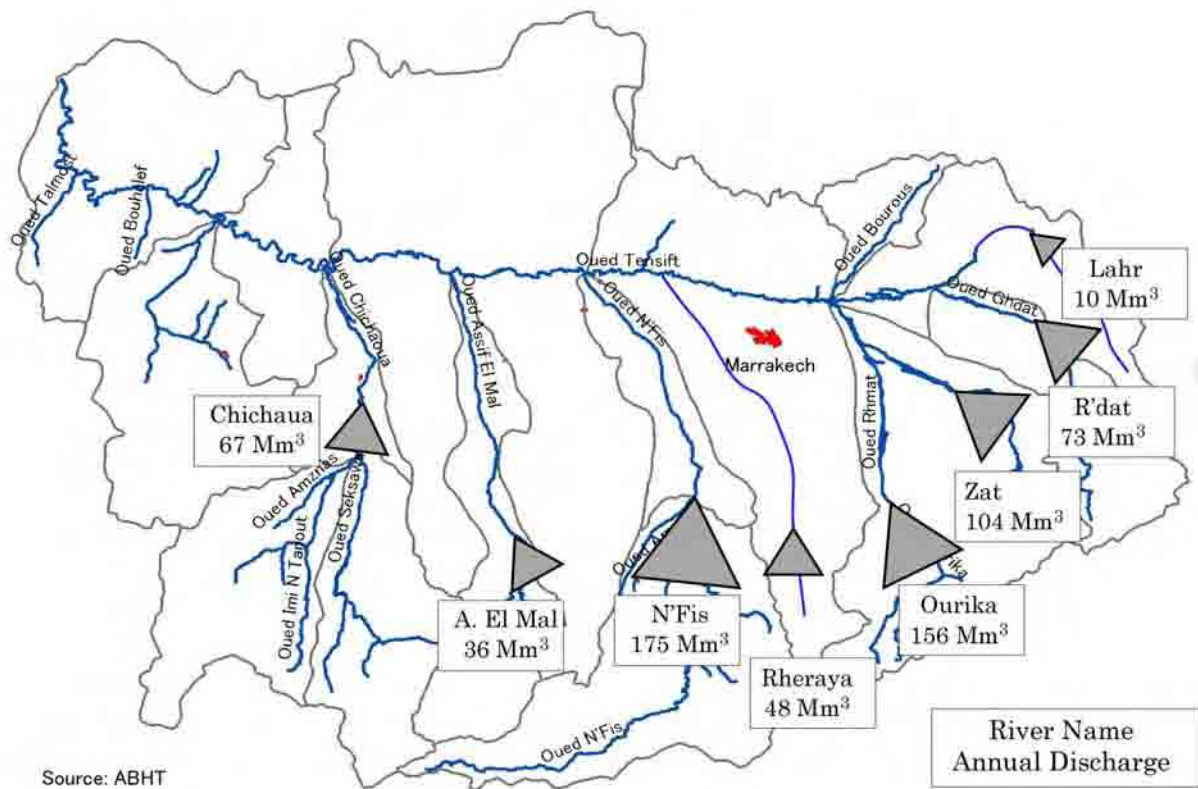 Oued Talmost
Oued Bouhelef
Oued Chichaoua
Oued Assif El Mal
Oued Tensift
Oued N'Fis
Oued Bourous
Oued Ghdat
Marrakech
Oued Rhmat
Lahr
10 Mm³
R'dat
73 Mm³
Zat
104 Mm³
Chichaua
67 Mm³
Oued Amznas
Oued Imi N Tanout
Oued Seksawa
A. El Mal
36 Mm³
N'Fis
175 Mm³
Rheraya
48 Mm³
Ourika
156 Mm³
Oued N'Fis
River Name
Annual Discharge
Source: ABHT